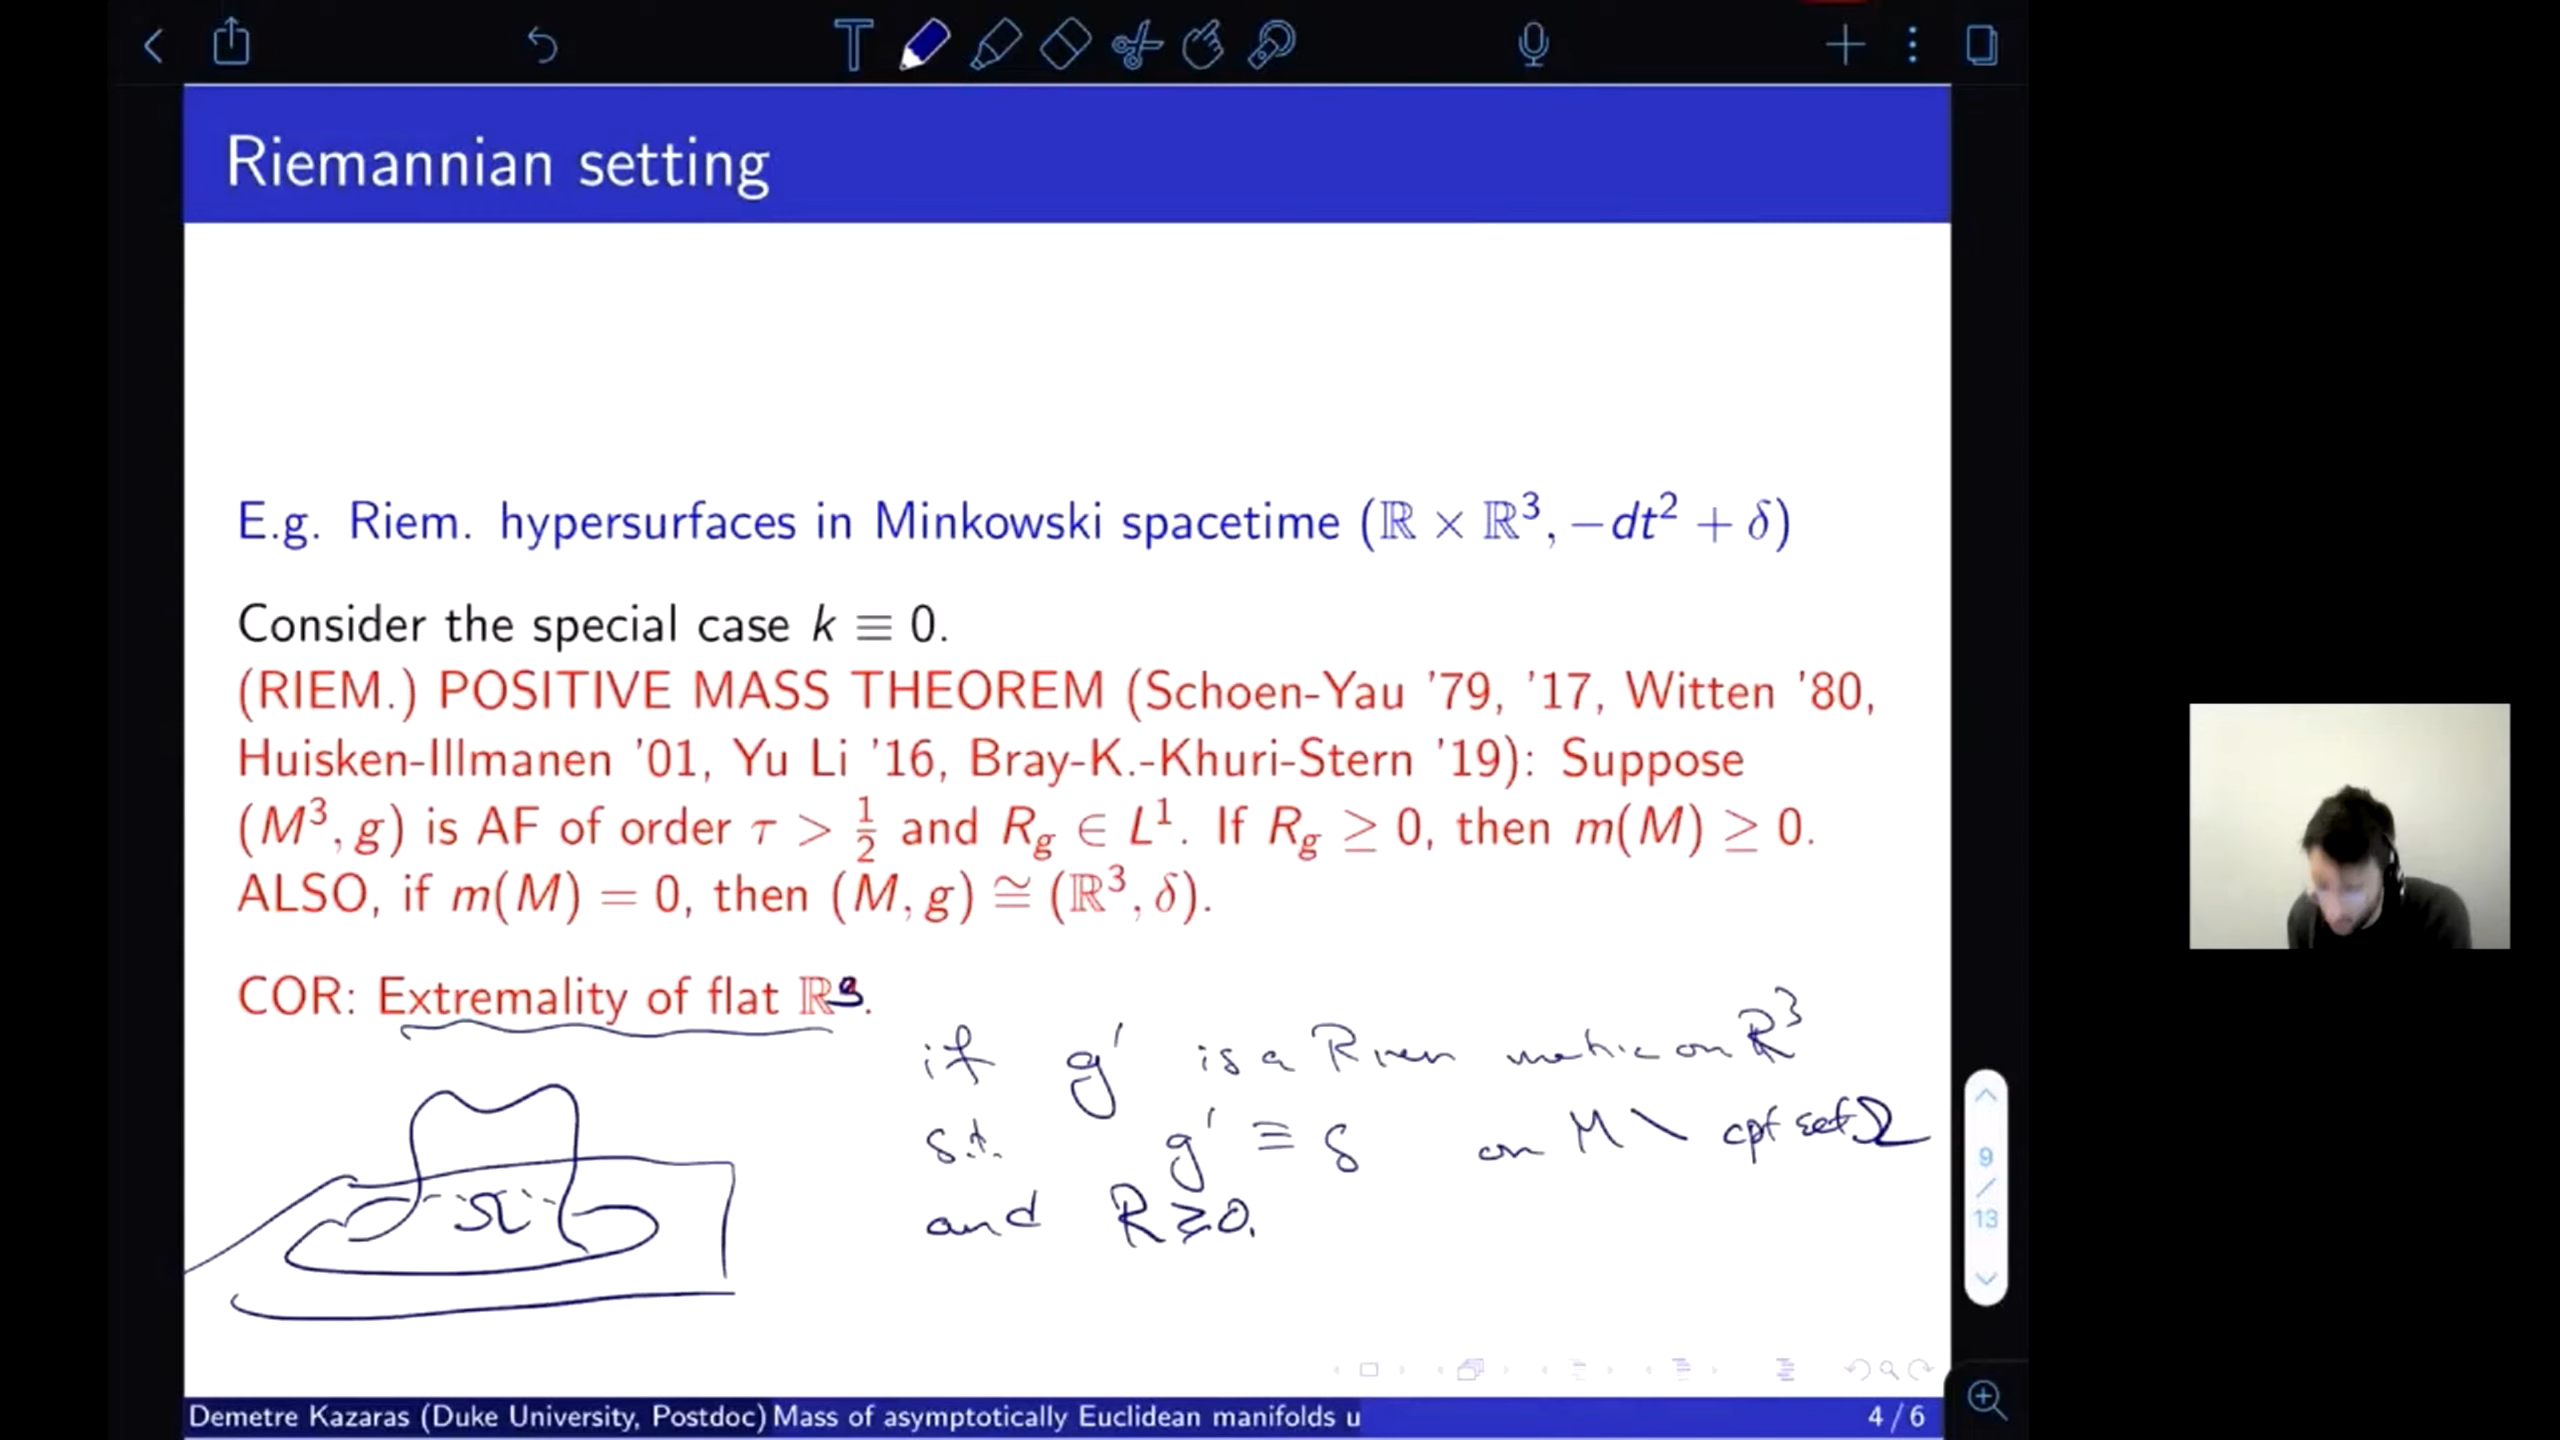 Riemannian setting
E.g. Riem. hypersurfaces in Minkowski spacetime (ℝ × ℝ³, −dt² + δ)
Consider the special case k ≡ 0.
(RIEM.) POSITIVE MASS THEOREM (Schoen-Yau '79, '17, Witten '80,
Huisken-Illmanen '01, Yu Li '16, Bray-K.-Khuri-Stern '19): Suppose
(M³, g) is AF of order τ > 1/2 and R_g ∈ L¹. If R_g ≥ 0, then m(M) ≥ 0.
ALSO, if m(M) = 0, then (M, g) ≅ (ℝ³, δ).
COR: Extremality of flat ℝ³.
if g' is a Riem metric on ℝ³
s.t. g' ≡ δ on M \ cpt set Ω
and R ≥ 0.
Ω
9
/
13
Demetre Kazaras (Duke University, Postdoc) Mass of asymptotically Euclidean manifolds u
4 / 6